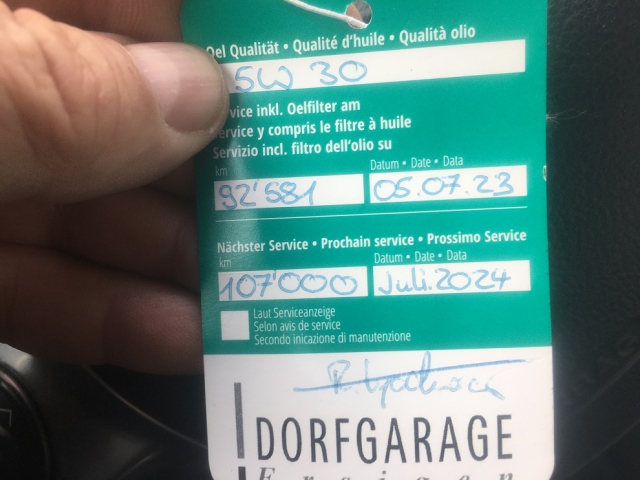 Oel Qualität • Qualité d'huile • Qualità olio
5W 30
vice inkl. Oelfilter am
ervice y compris le filtre à huile
Servizio incl. filtro dell'olio su
km Datum • Date • Data
92'581 05.07.23
Nächster Service • Prochain service • Prossimo Service
km Datum • Date • Data
107'000 Juli.2024
Laut Serviceanzeige
Selon avis de service
Secondo inicazione di manutenzione
DORFGARAGE